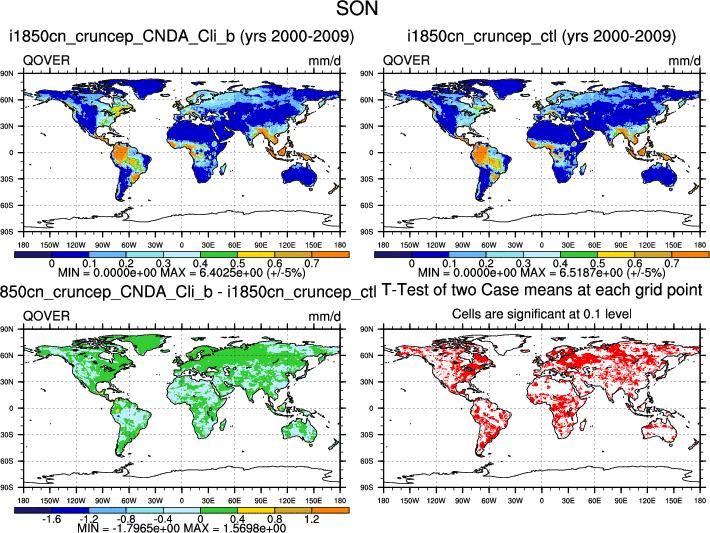 SON
i1850cn_cruncep_CNDA_Cli_b (yrs 2000-2009)
i1850cn_cruncep_ctl (yrs 2000-2009)
QOVER mm/d
QOVER mm/d
90N
60N
30N
0
30S
60S
90S
180 150W 120W 90W 60W 30W 0 30E 60E 90E 120E 150E 180
0 0.1 0.2 0.3 0.4 0.5 0.6 0.7
MIN = 0.0000e+00 MAX = 6.4025e+00 (+/-5%)
90N
60N
30N
0
30S
60S
90S
180 150W 120W 90W 60W 30W 0 30E 60E 90E 120E 150E 180
0 0.1 0.2 0.3 0.4 0.5 0.6 0.7
MIN = 0.0000e+00 MAX = 6.5187e+00 (+/-5%)
850cn_cruncep_CNDA_Cli_b - i1850cn_cruncep_ctl
T-Test of two Case means at each grid point
QOVER mm/d
Cells are significant at 0.1 level
90N
60N
30N
0
30S
60S
90S
180 150W 120W 90W 60W 30W 0 30E 60E 90E 120E 150E 180
-1.6 -1.2 -0.8 -0.4 0 0.4 0.8 1.2
MIN = -1.7965e+00 MAX = 1.5698e+00
90N
60N
30N
0
30S
60S
90S
180 150W 120W 90W 60W 30W 0 30E 60E 90E 120E 150E 180